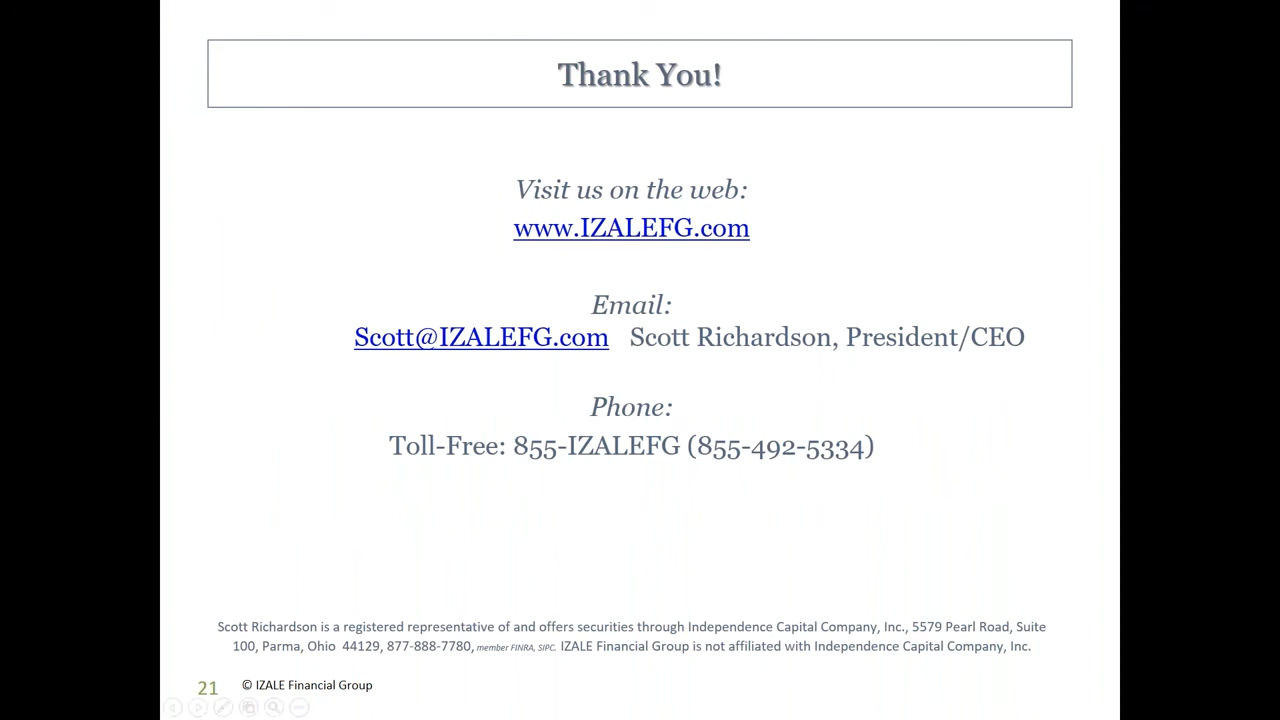 Thank You!
Visit us on the web:
www.IZALEFG.com
Email:
Scott@IZALEFG.com Scott Richardson, President/CEO
Phone:
Toll-Free: 855-IZALEFG (855-492-5334)
Scott Richardson is a registered representative of and offers securities through Independence Capital Company, Inc., 5579 Pearl Road, Suite
100, Parma, Ohio 44129, 877-888-7780, member FINRA, SIPC. IZALE Financial Group is not affiliated with Independence Capital Company, Inc.
21 © IZALE Financial Group